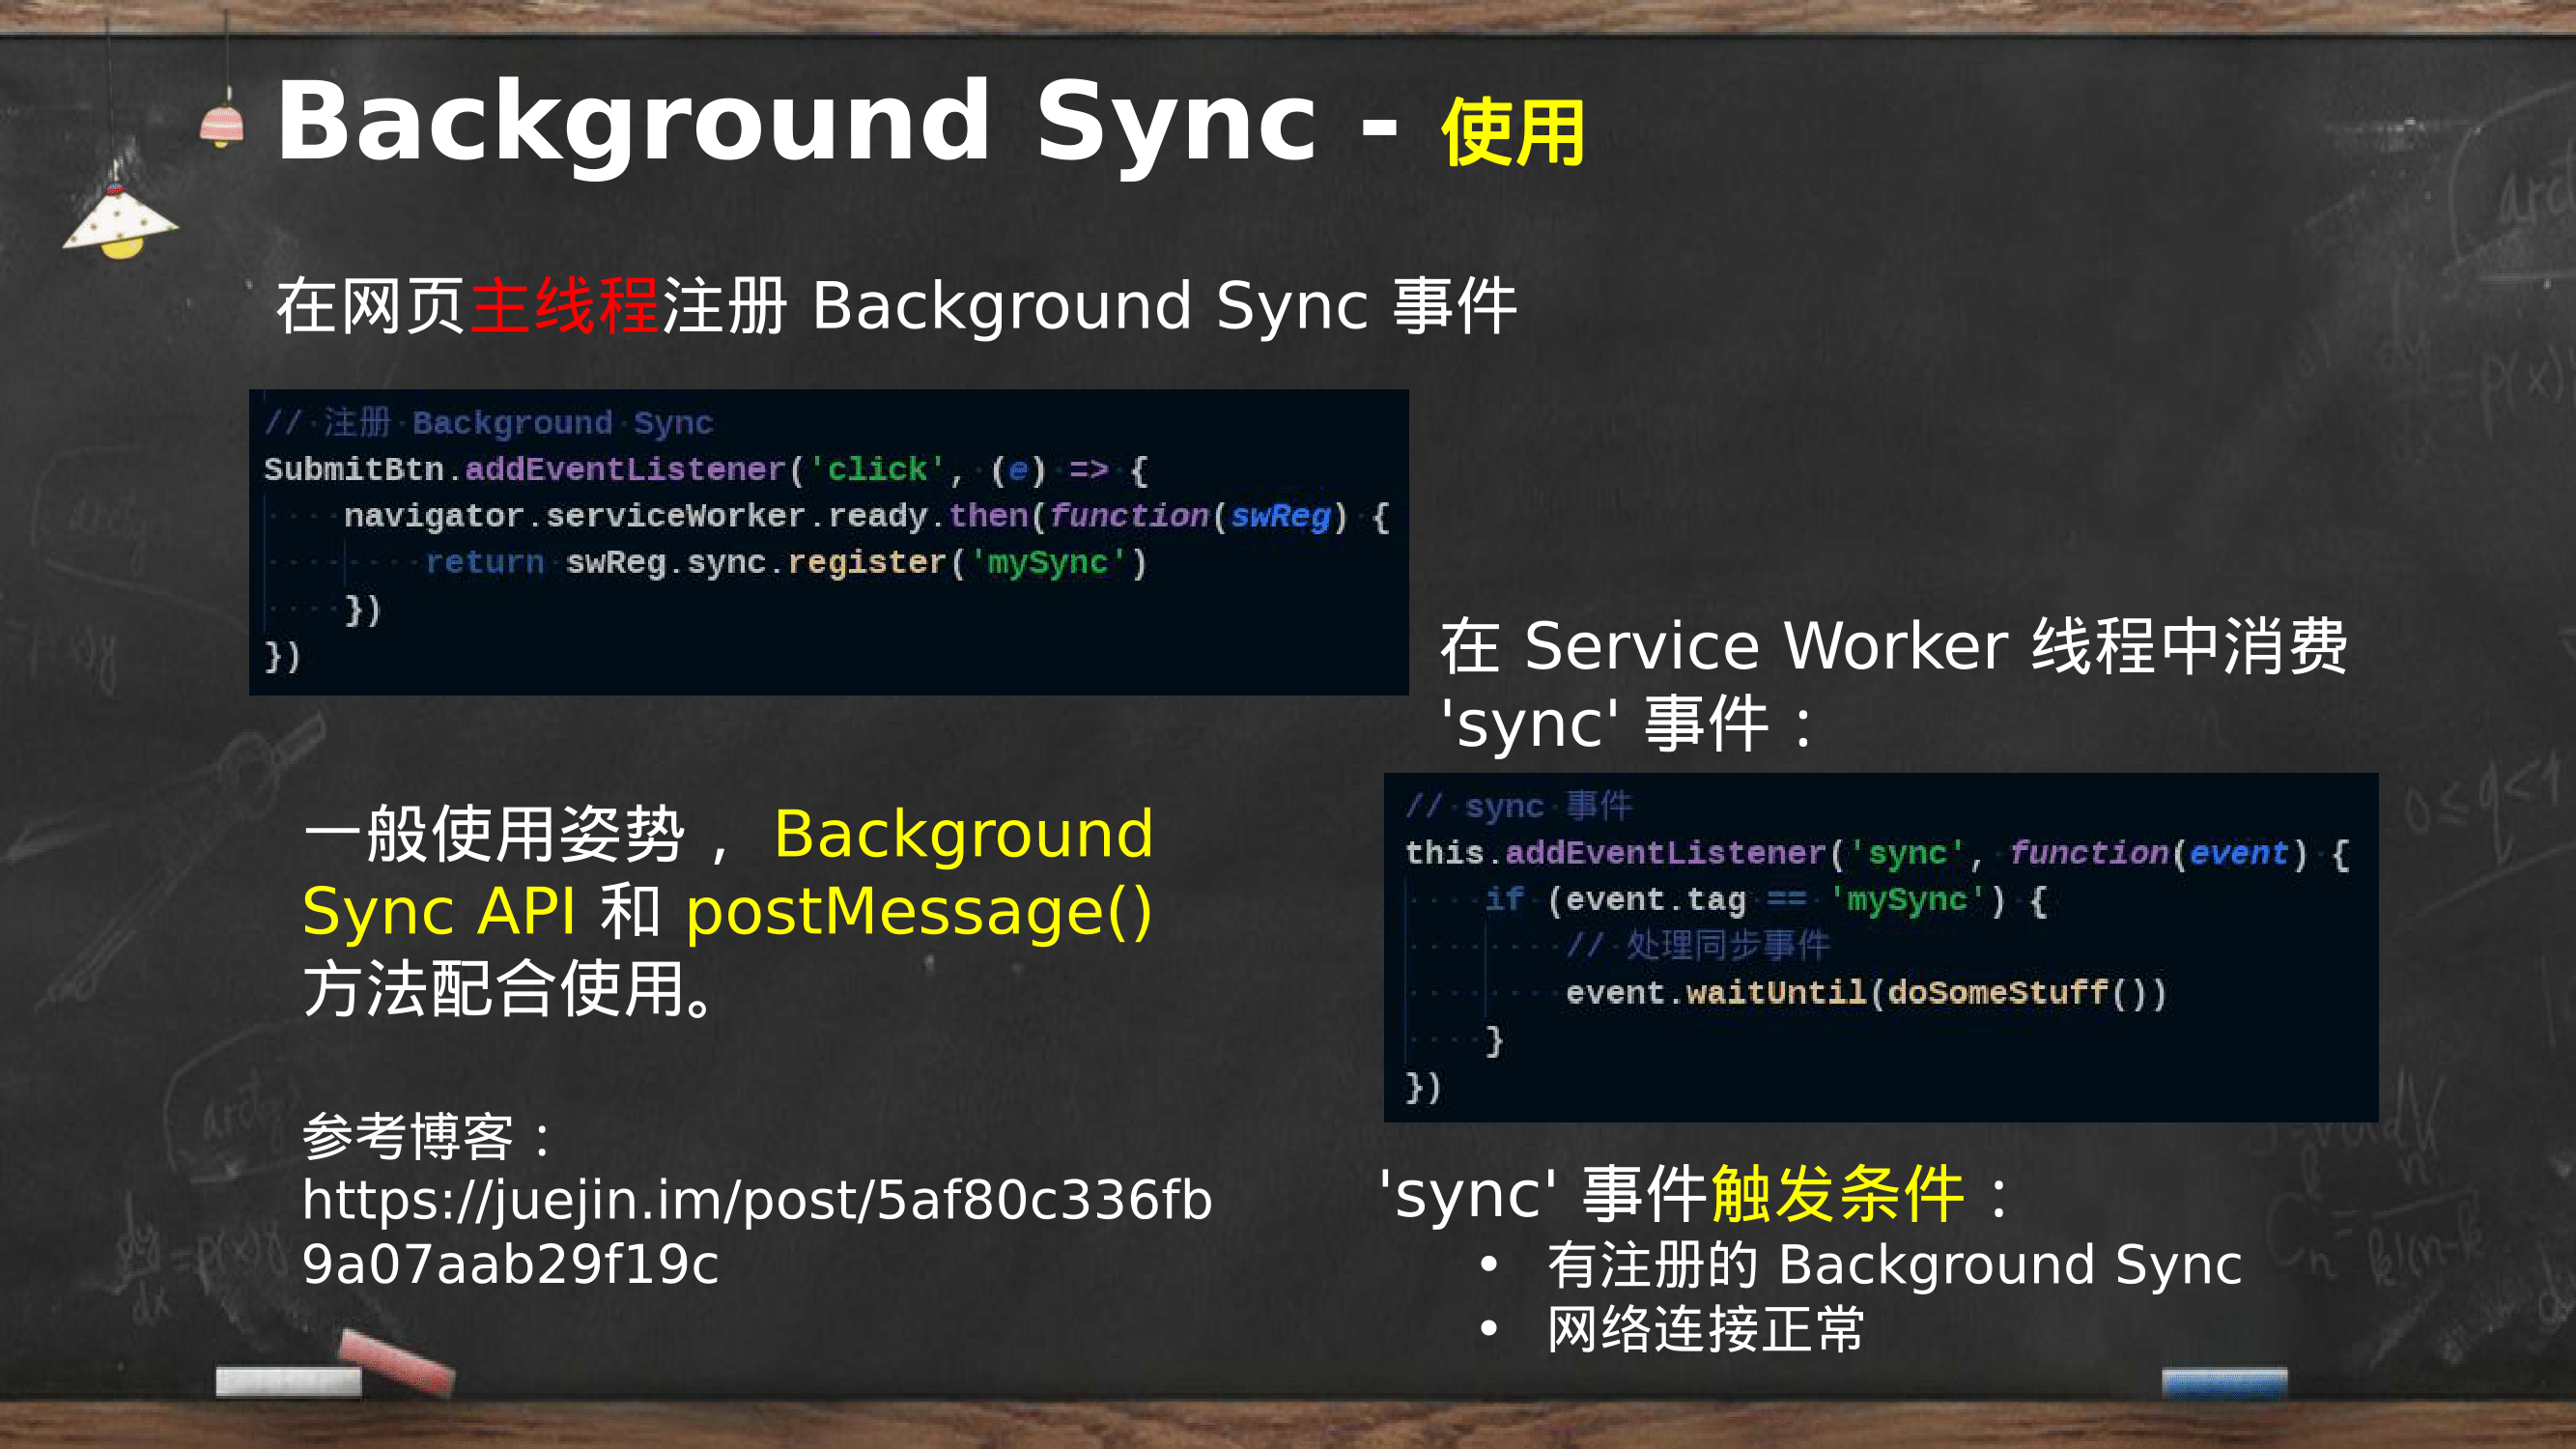 Background Sync - 使用
在网页主线程注册 Background Sync 事件
// 注册 Background Sync
SubmitBtn.addEventListener('click', (e) => {
    navigator.serviceWorker.ready.then(function(swReg) {
        return swReg.sync.register('mySync')
    })
})
在 Service Worker 线程中消费
'sync' 事件：
// sync 事件
this.addEventListener('sync', function(event) {
    if (event.tag == 'mySync') {
        // 处理同步事件
        event.waitUntil(doSomeStuff())
    }
})
一般使用姿势，Background
Sync API 和 postMessage()
方法配合使用。
参考博客：
https://juejin.im/post/5af80c336fb
9a07aab29f19c
'sync' 事件触发条件：
• 有注册的 Background Sync
• 网络连接正常